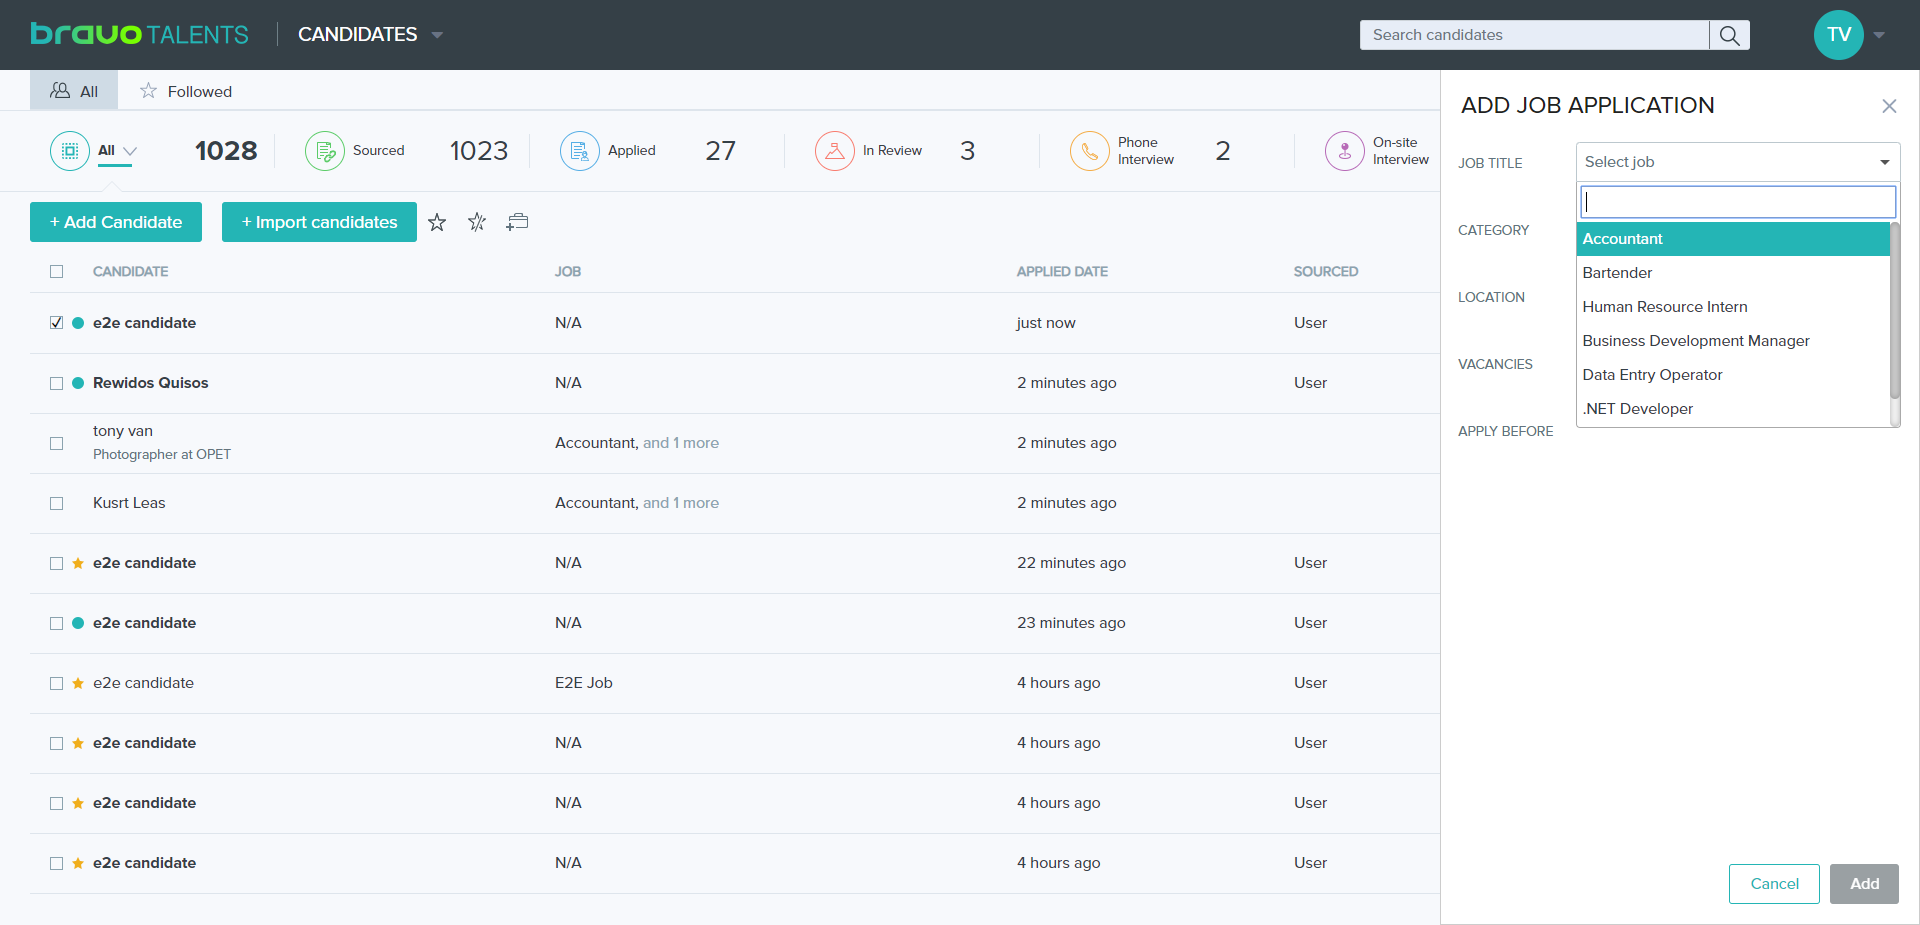 bravo TALENTS
CANDIDATES
Search candidates
TV
All
Followed
All 1028
Sourced 1023
Applied 27
In Review 3
Phone
Interview 2
On-site
Interview
+ Add Candidate
+ Import candidates
CANDIDATE JOB APPLIED DATE SOURCED
e2e candidate N/A just now User
Rewidos Quisos N/A 2 minutes ago User
tony van
Photographer at OPET
Accountant, and 1 more 2 minutes ago
Kusrt Leas Accountant, and 1 more 2 minutes ago
e2e candidate N/A 22 minutes ago User
e2e candidate N/A 23 minutes ago User
e2e candidate E2E Job 4 hours ago User
e2e candidate N/A 4 hours ago User
e2e candidate N/A 4 hours ago User
e2e candidate N/A 4 hours ago User
ADD JOB APPLICATION
JOB TITLE
Select job
Accountant
Bartender
Human Resource Intern
Business Development Manager
Data Entry Operator
.NET Developer
CATEGORY
LOCATION
VACANCIES
APPLY BEFORE
Cancel
Add